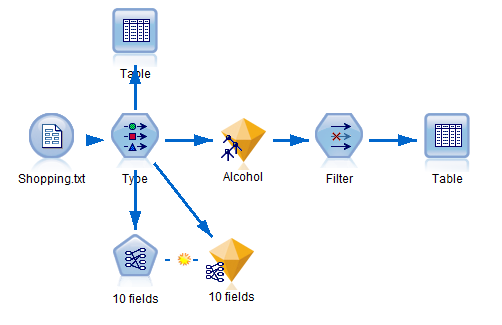 Table
Shopping.txt
Type
Alcohol
Filter
Table
10 fields
10 fields